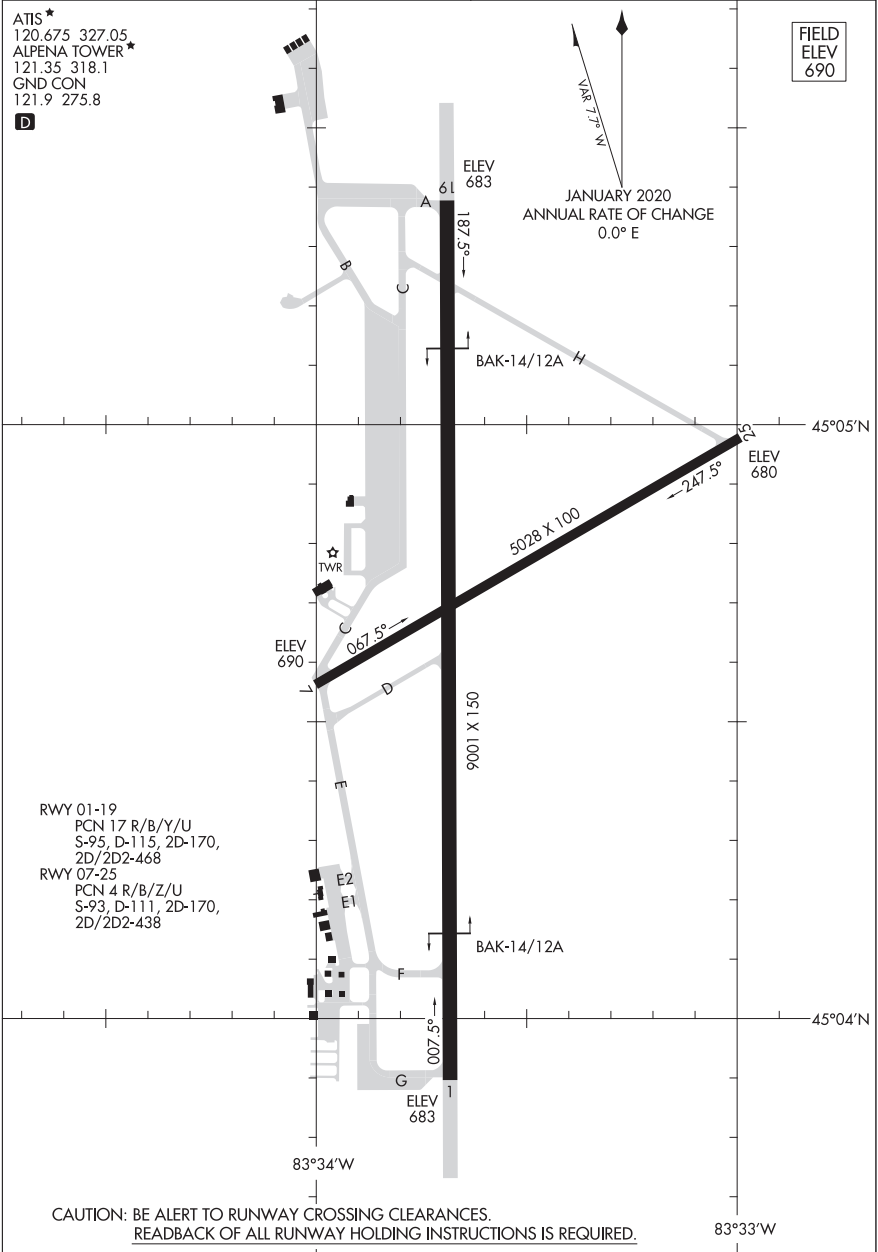 ATIS★
120.675 327.05
ALPENA TOWER★
121.35 318.1
GND CON
121.9 275.8
D
FIELD
ELEV
690
VAR 7.7° W
JANUARY 2020
ANNUAL RATE OF CHANGE
0.0° E
ELEV
683
19
A
187.5°
B
C
H
BAK-14/12A
45°05'N
25
ELEV
680
247.5°
5028 X 100
TWR
C
067.5°
ELEV
690
7
D
9001 X 150
E
RWY 01-19
PCN 17 R/B/Y/U
S-95, D-115, 2D-170,
2D/2D2-468
RWY 07-25
PCN 4 R/B/Z/U
S-93, D-111, 2D-170,
2D/2D2-438
E2
E1
BAK-14/12A
F
45°04'N
007.5°
G
1
ELEV
683
83°34'W
83°33'W
CAUTION: BE ALERT TO RUNWAY CROSSING CLEARANCES.
READBACK OF ALL RUNWAY HOLDING INSTRUCTIONS IS REQUIRED.